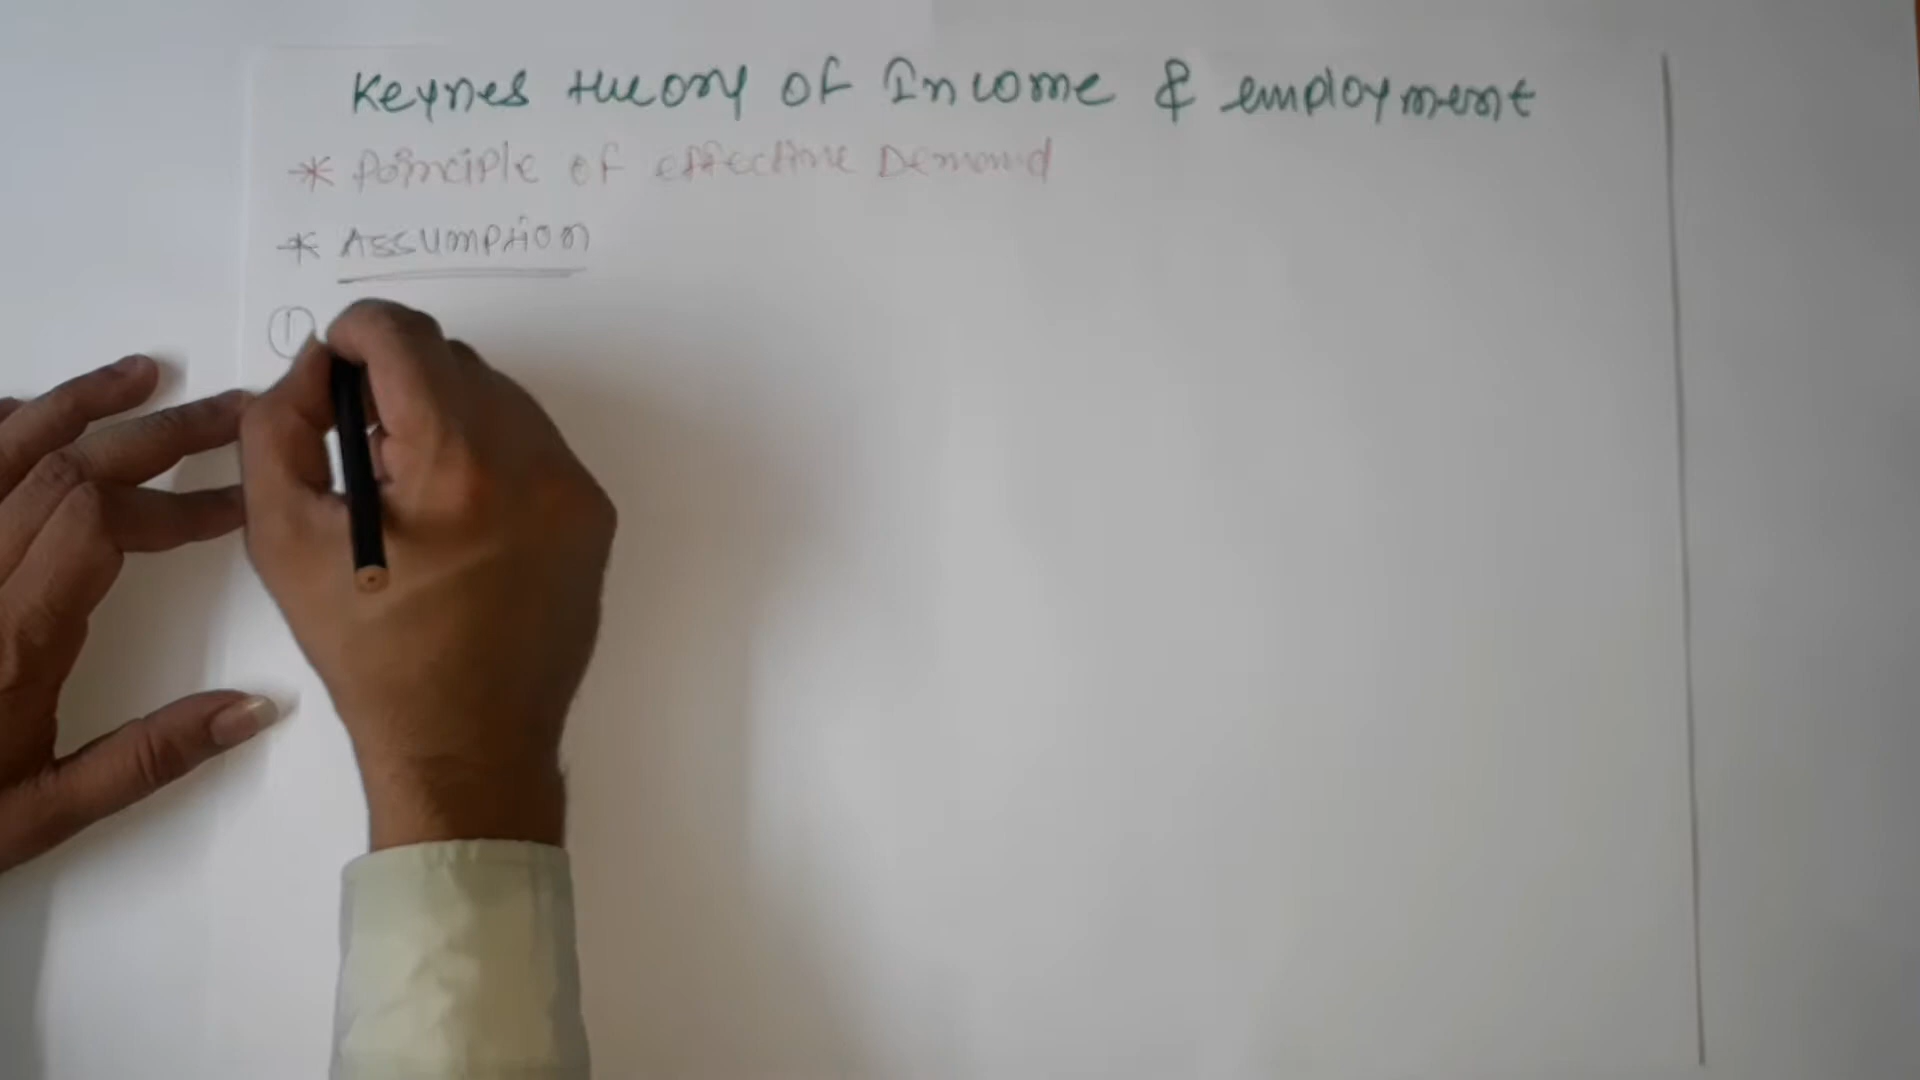 Keynes theory of Income & employment
* Principle of effective Demand
* Assumption
①